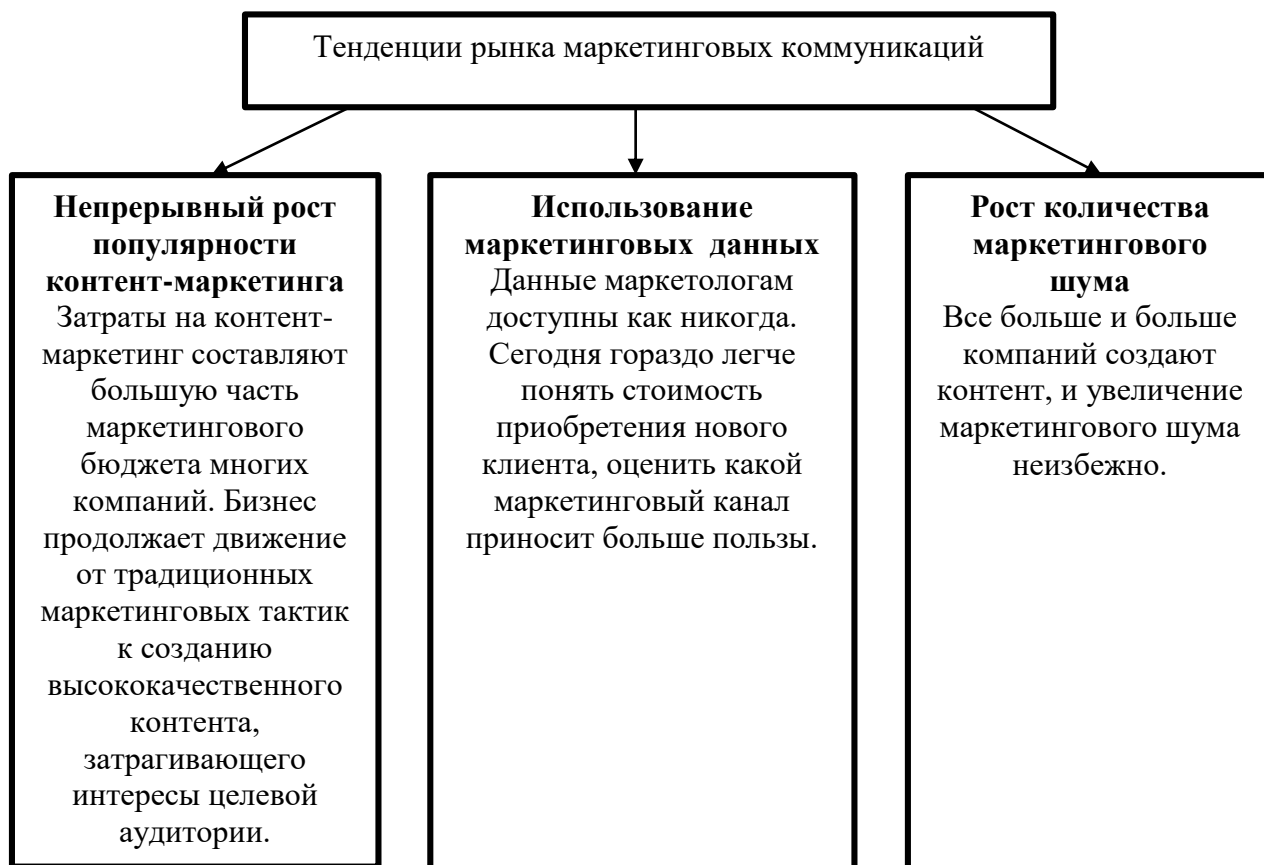 Тенденции рынка маркетинговых коммуникаций
Непрерывный рост
популярности
контент-маркетинга
Затраты на контент-
маркетинг составляют
большую часть
маркетингового
бюджета многих
компаний. Бизнес
продолжает движение
от традиционных
маркетинговых тактик
к созданию
высококачественного
контента,
затрагивающего
интересы целевой
аудитории.
Использование
маркетинговых данных
Данные маркетологам
доступны как никогда.
Сегодня гораздо легче
понять стоимость
приобретения нового
клиента, оценить какой
маркетинговый канал
приносит больше пользы.
Рост количества
маркетингового
шума
Все больше и больше
компаний создают
контент, и увеличение
маркетингового шума
неизбежно.